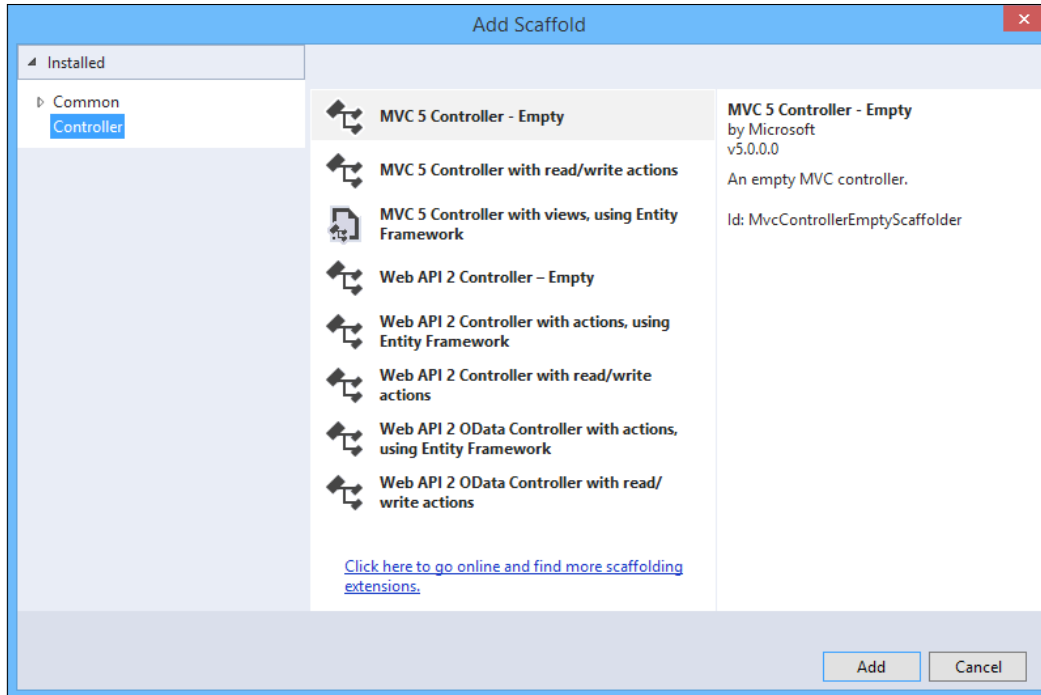 Add Scaffold
Installed
Common
Controller
MVC 5 Controller - Empty
MVC 5 Controller with read/write actions
MVC 5 Controller with views, using Entity
Framework
Web API 2 Controller – Empty
Web API 2 Controller with actions, using
Entity Framework
Web API 2 Controller with read/write
actions
Web API 2 OData Controller with actions,
using Entity Framework
Web API 2 OData Controller with read/
write actions
Click here to go online and find more scaffolding
extensions.
MVC 5 Controller - Empty
by Microsoft
v5.0.0.0
An empty MVC controller.
Id: MvcControllerEmptyScaffolder
Add
Cancel